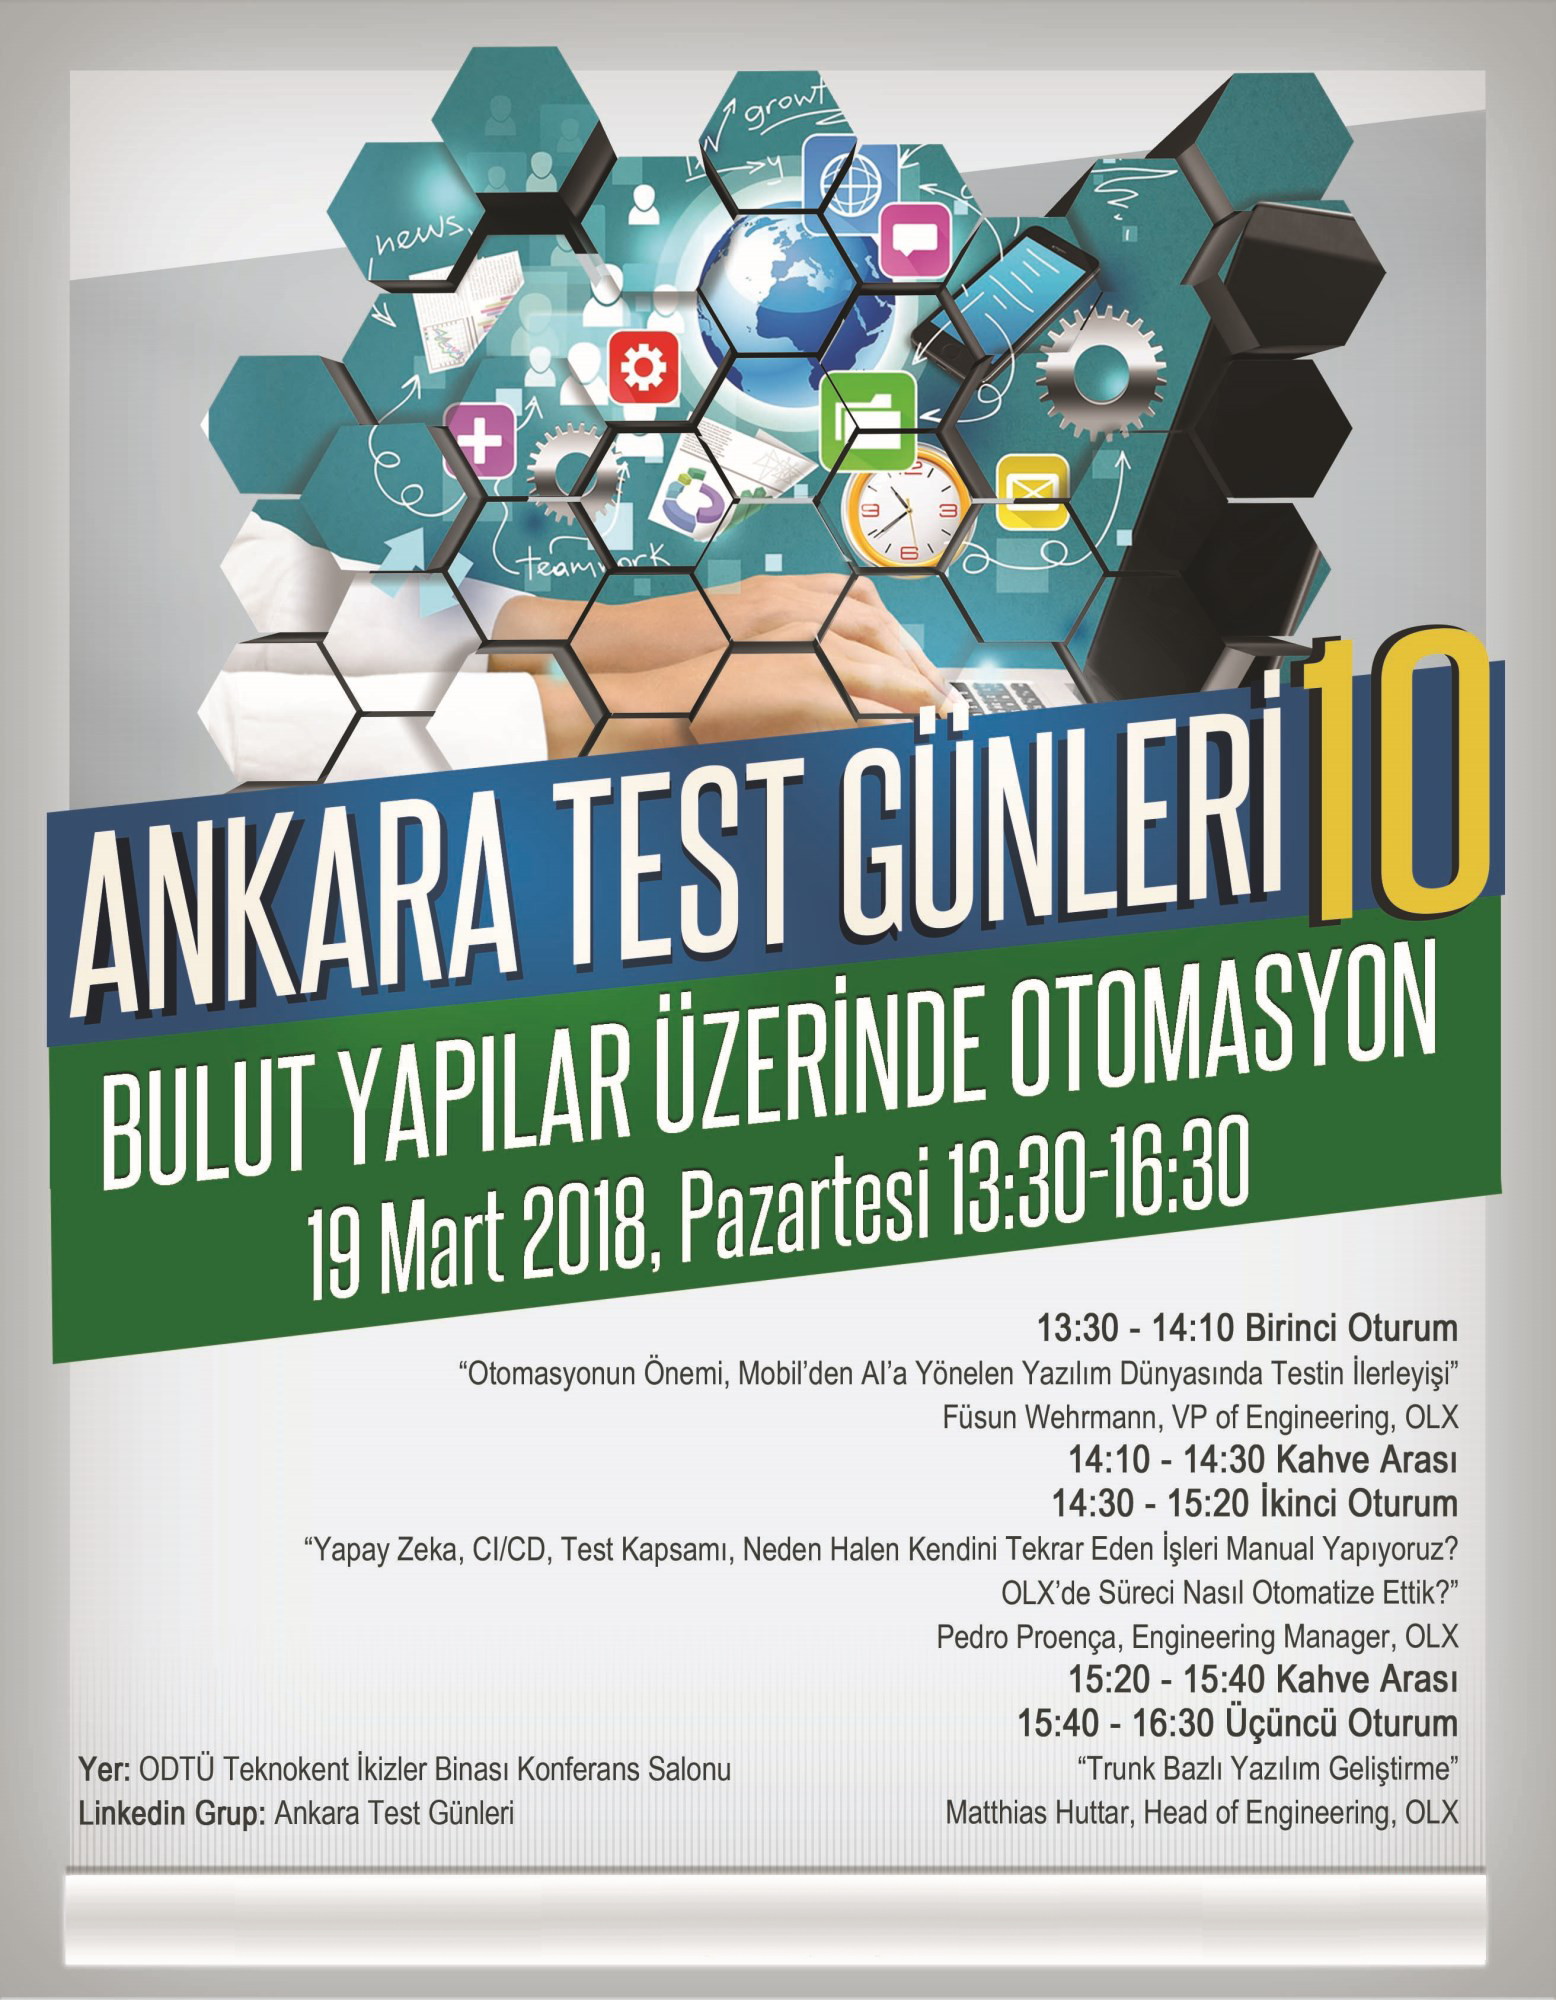 growt
x
y
news.
teamwork
12
9
3
6
ANKARA TEST GÜNLERİ 10
BULUT YAPILAR ÜZERİNDE OTOMASYON
19 Mart 2018, Pazartesi 13:30-16:30
13:30 - 14:10 Birinci Oturum
“Otomasyonun Önemi, Mobil’den AI’a Yönelen Yazılım Dünyasında Testin İlerleyişi”
Füsun Wehrmann, VP of Engineering, OLX
14:10 - 14:30 Kahve Arası
14:30 - 15:20 İkinci Oturum
“Yapay Zeka, CI/CD, Test Kapsamı, Neden Halen Kendini Tekrar Eden İşleri Manual Yapıyoruz?
OLX’de Süreci Nasıl Otomatize Ettik?”
Pedro Proença, Engineering Manager, OLX
15:20 - 15:40 Kahve Arası
15:40 - 16:30 Üçüncü Oturum
“Trunk Bazlı Yazılım Geliştirme”
Matthias Huttar, Head of Engineering, OLX
Yer: ODTÜ Teknokent İkizler Binası Konferans Salonu
Linkedin Grup: Ankara Test Günleri